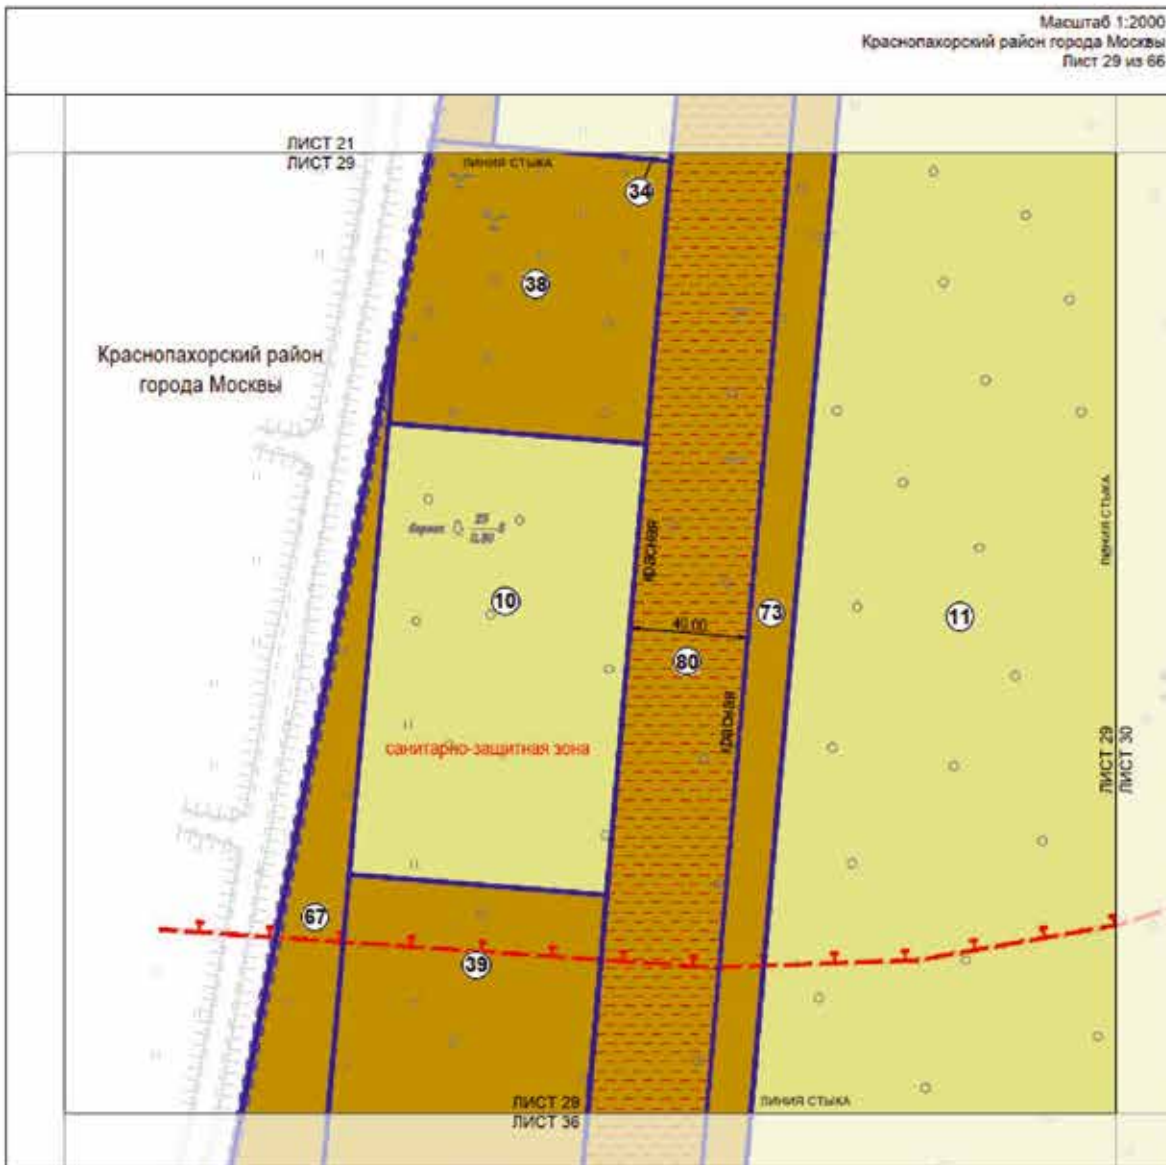 Масштаб 1:2000
Краснопахорский район города Москвы
Лист 29 из 66
ЛИСТ 21
ЛИСТ 29
ЛИНИЯ СТЫКА
34
38
Краснопахорский район
города Москвы
ЛИНИЯ СТЫКА
красная
10
73
11
40.00
80
красная
санитарно-защитная зона
ЛИСТ 29
ЛИСТ 30
67
39
ЛИСТ 29
ЛИСТ 36
ЛИНИЯ СТЫКА